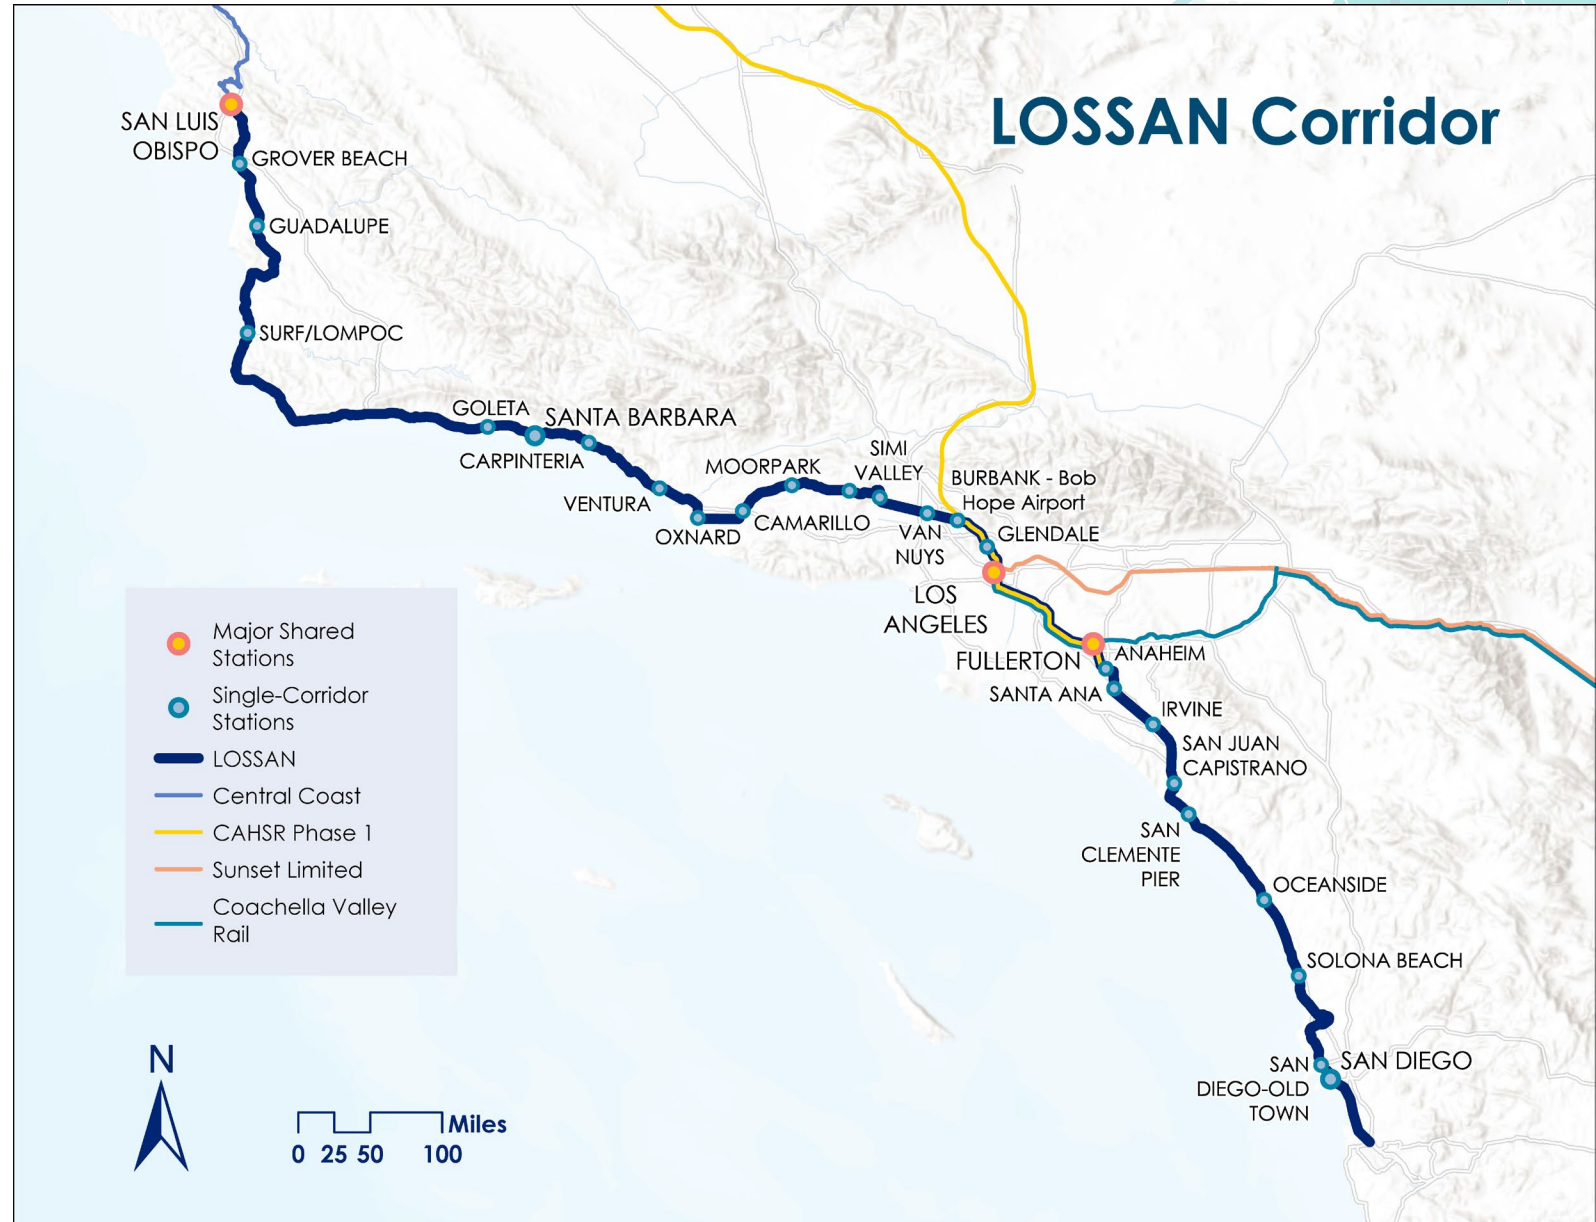 LOSSAN Corridor
SAN LUIS
OBISPO
GROVER BEACH
GUADALUPE
SURF/LOMPOC
GOLETA
SANTA BARBARA
CARPINTERIA
VENTURA
OXNARD
CAMARILLO
MOORPARK
SIMI
VALLEY
VAN
NUYS
BURBANK - Bob
Hope Airport
GLENDALE
LOS
ANGELES
FULLERTON
ANAHEIM
SANTA ANA
IRVINE
SAN JUAN
CAPISTRANO
SAN
CLEMENTE
PIER
OCEANSIDE
SOLONA BEACH
SAN
DIEGO-OLD
TOWN
SAN DIEGO
Major Shared
Stations
Single-Corridor
Stations
LOSSAN
Central Coast
CAHSR Phase 1
Sunset Limited
Coachella Valley
Rail
N
Miles
0 25 50 100